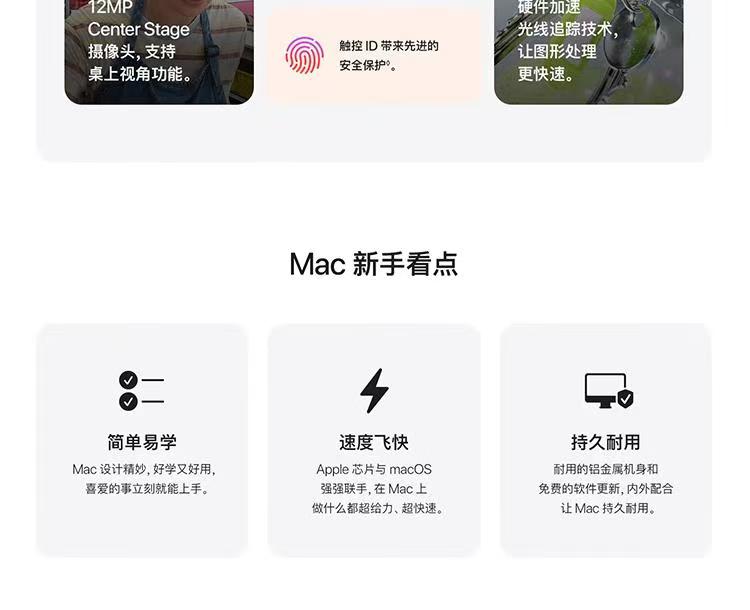 12MP
Center Stage
摄像头，支持
桌上视角功能。
触控 ID 带来先进的
安全保护◊。
硬件加速
光线追踪技术，
让图形处理
更快速。
Mac 新手看点
简单易学
Mac 设计精妙，好学又好用，
喜爱的事立刻就能上手。
速度飞快
Apple 芯片与 macOS
强强联手，在 Mac 上
做什么都超给力、超快速。
持久耐用
耐用的铝金属机身和
免费的软件更新，内外配合
让 Mac 持久耐用。